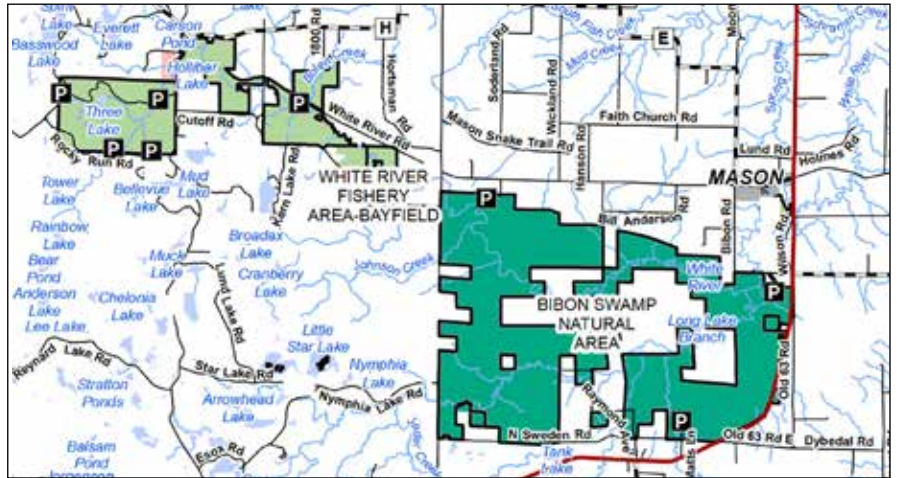 Lake
Basswood
Lake
Everett
Lake
Carson
Pond
Lake
1800 Rd
H
Hortsman
Rd
South Fish Creek
Mud Creek
E
Soderland Rd
Wickland Rd
Spring Creek
White River
P
P
P
Three
Lake
Cutoff Rd
White River Rd
Mason Snake Trail Rd
Hanson Rd
Faith Church Rd
Lund Rd
Holmes Rd
P
P
Rocky Run Rd
Tower
Lake
Bellevue
Lake
Mud
Lake
Kern Lake Rd
WHITE RIVER
FISHERY
AREA-BAYFIELD
MASON
P
Bill Anderson Rd
Bibon Rd
Wilson Rd
Rainbow
Lake
Broadax
Lake
Bear
Pond
Muck
Lake
Cranberry
Lake
Johnson Creek
White
River
P
Anderson
Lake
Chelonia
Lake
Lund Lake Rd
BIBON SWAMP
NATURAL
AREA
Long Lake
Branch
Lee Lake
Little
Star Lake
Reynard Lake Rd
Star Lake Rd
Nymphia
Lake
Old 63 Rd
Stratton
Ponds
Arrowhead
Lake
Nymphia Lake Rd
Raymond Ave
P
N Sweden Rd
Old 63 Rd E
Dybedal Rd
Esox Rd
Tank
Lake
Matts Ln
Balsam
Pond